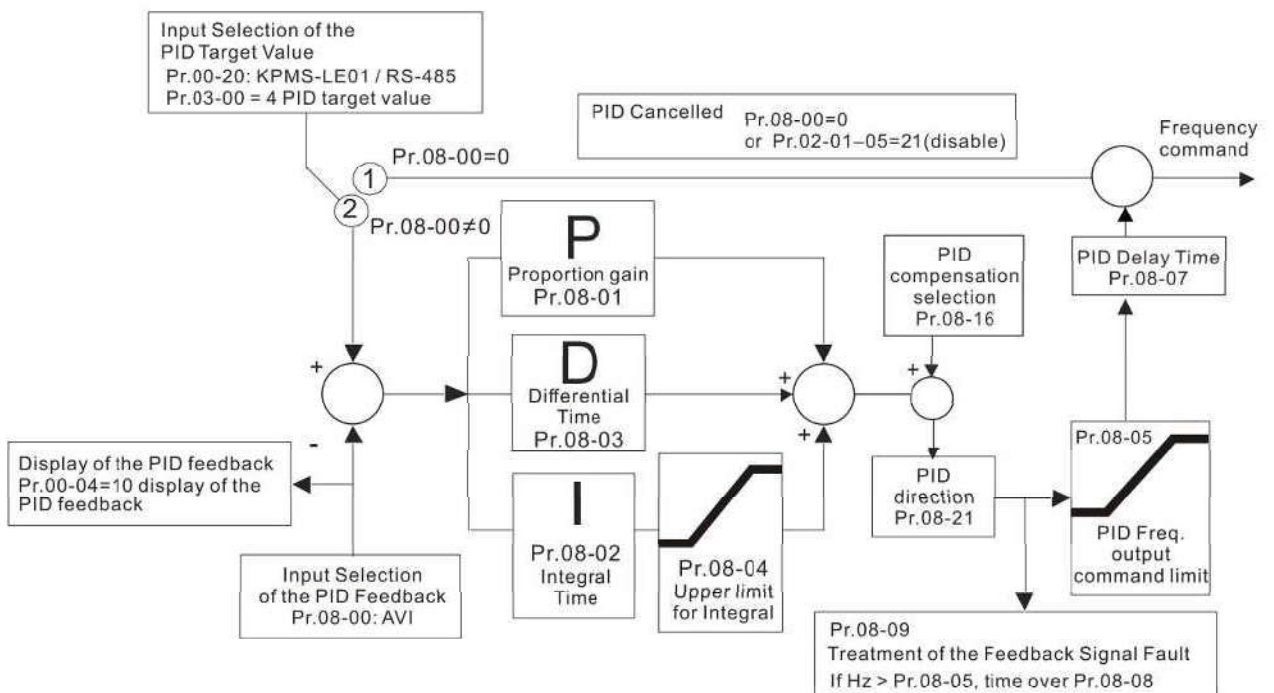 Input Selection of the
PID Target Value
Pr.00-20: KPMS-LE01 / RS-485
Pr.03-00 = 4 PID target value
PID Cancelled
Pr.08-00=0
or Pr.02-01–05=21(disable)
Frequency
command
Pr.08-00=0
1
2
Pr.08-00≠0
P
Proportion gain
Pr.08-01
PID
compensation
selection
Pr.08-16
PID Delay Time
Pr.08-07
+
D
Differential
Time
Pr.08-03
+
+
+
-
Display of the PID feedback
Pr.00-04=10 display of the
PID feedback
I
Pr.08-02
Integral
Time
Pr.08-04
Upper limit
for Integral
PID
direction
Pr.08-21
Pr.08-05
PID Freq.
output
command limit
Input Selection
of the PID Feedback
Pr.08-00: AVI
Pr.08-09
Treatment of the Feedback Signal Fault
If Hz > Pr.08-05, time over Pr.08-08